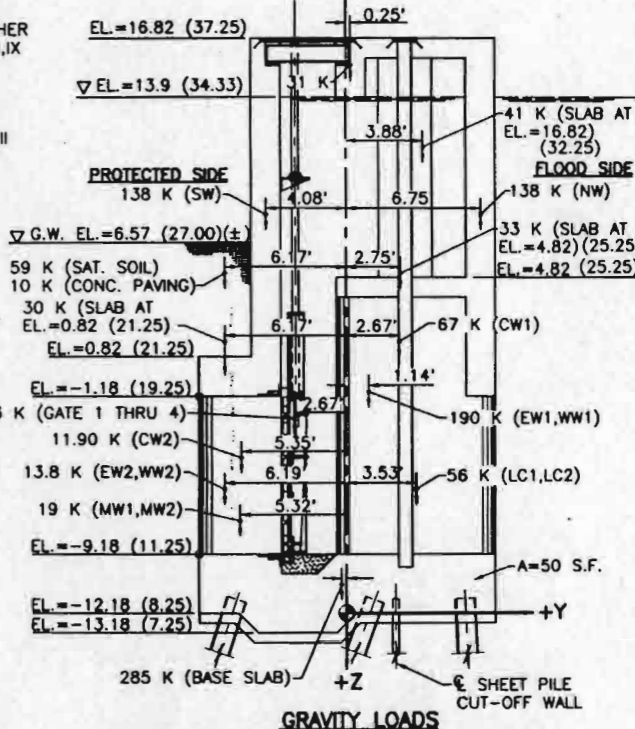 HER
,IX
II
EL.=16.82 (37.25)
0.25'
31 K
▽ EL.=13.9 (34.33)
3.88'
41 K (SLAB AT
EL.=16.82)
(32.25)
PROTECTED SIDE
FLOOD SIDE
138 K (SW)
4.08'
6.75
138 K (NW)
▽ G.W. EL.=6.57 (27.00)(±)
33 K (SLAB AT
EL.=4.82) (25.25
6.17'
2.75'
EL.=4.82 (25.25)
59 K (SAT. SOIL)
10 K (CONC. PAVING)
30 K (SLAB AT
EL.=0.82 (21.25)
6.17'
2.67'
67 K (CW1)
EL.=0.82 (21.25)
1.14'
EL.=-1.18 (19.25)
K (GATE 1 THRU 4)
2.67
190 K (EW1,WW1)
11.90 K (CW2)
5.35'
13.8 K (EW2,WW2)
6.19'
3.53'
56 K (LC1,LC2)
19 K (MW1,MW2)
5.32'
EL.=-9.18 (11.25)
A=50 S.F.
EL.=-12.18 (8.25)
EL.=-13.18 (7.25)
+Y
285 K (BASE SLAB)
+Z
℄ SHEET PILE
CUT-OFF WALL
GRAVITY LOADS